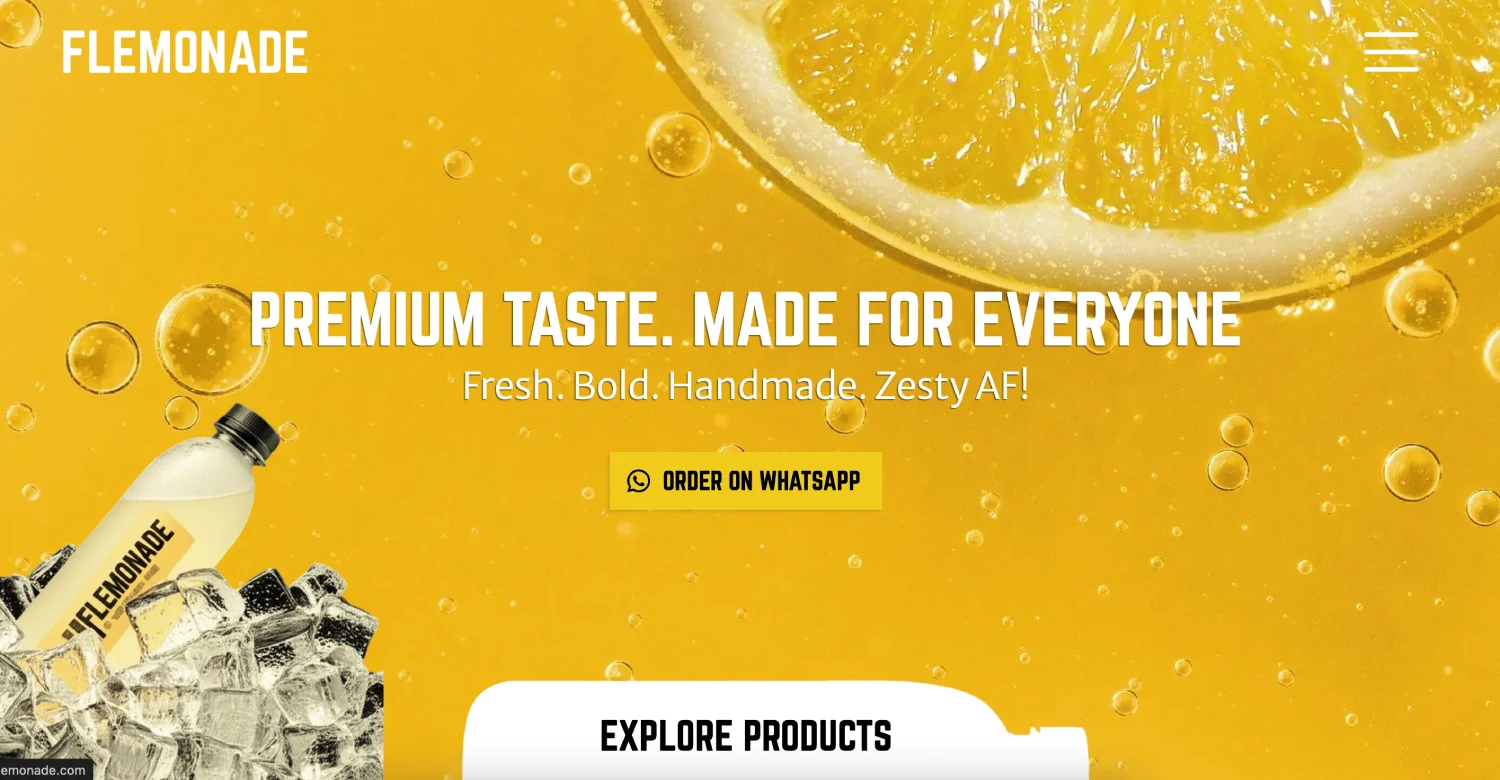 FLEMONADE
PREMIUM TASTE. MADE FOR EVERYONE
Fresh. Bold. Handmade. Zesty AF!
ORDER ON WHATSAPP
FLEMONADE
EXPLORE PRODUCTS
emonade.com